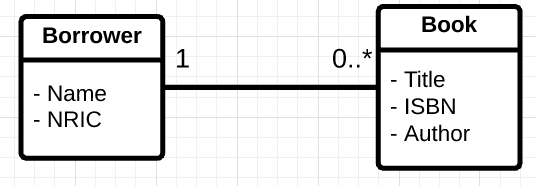 Borrower
- Name
- NRIC
1
0..*
Book
- Title
- ISBN
- Author